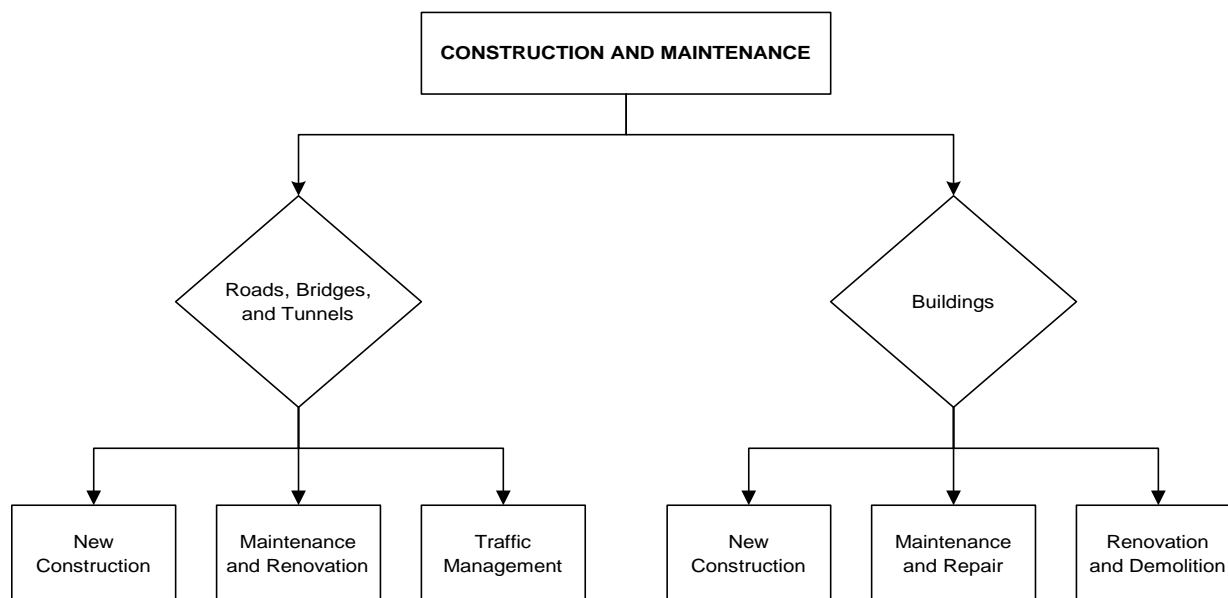 CONSTRUCTION AND MAINTENANCE
Roads, Bridges,
and Tunnels
Buildings
New
Construction
Maintenance
and Renovation
Traffic
Management
New
Construction
Maintenance
and Repair
Renovation
and Demolition